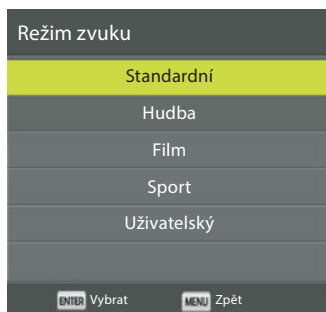 Režim zvuku
Standardní
Hudba
Film
Sport
Uživatelský
ENTER Vybrat MENU Zpět